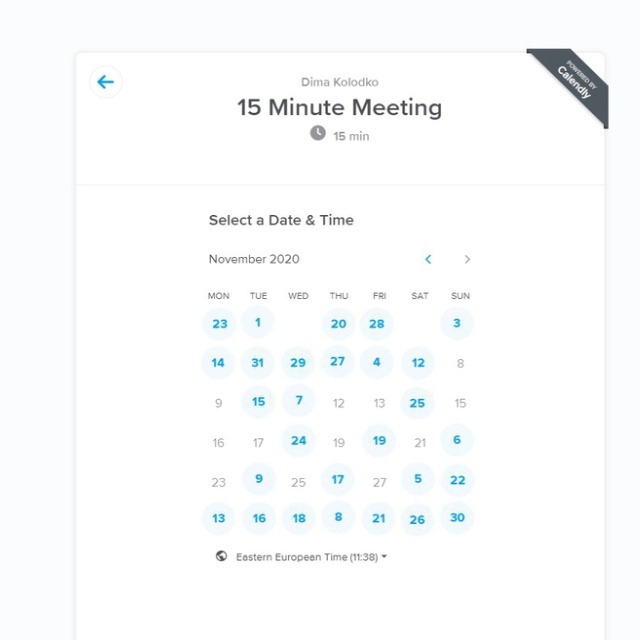 POWERED BY
Calendly
Dima Kolodko
15 Minute Meeting
15 min
Select a Date & Time
November 2020
MON TUE WED THU FRI SAT SUN
23 1 20 28 3
14 31 29 27 4 12 8
9 15 7 12 13 25 15
16 17 24 19 19 21 6
23 9 25 17 27 5 22
13 16 18 8 21 26 30
Eastern European Time (11:38)